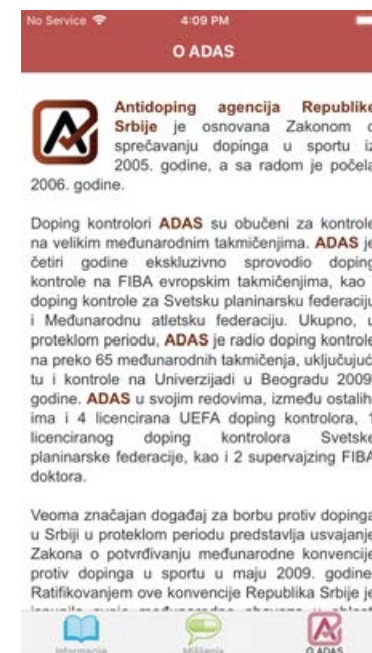 No Service 4:09 PM
O ADAS
Antidoping agencija Republike
Srbije je osnovana Zakonom o
sprečavanju dopinga u sportu iz
2005. godine, a sa radom je počela
2006. godine.
Doping kontrolori ADAS su obučeni za kontrole
na velikim međunarodnim takmičenjima. ADAS je
četiri godine ekskluzivno sprovodio doping
kontrole na FIBA evropskim takmičenjima, kao
doping kontrole za Svetsku planinarsku federaciju
i Međunarodnu atletsku federaciju. Ukupno, u
proteklom periodu, ADAS je radio doping kontrole
na preko 65 međunarodnih takmičenja, uključujući
tu i kontrole na Univerzijadi u Beogradu 2009.
godine. ADAS u svojim redovima, između ostalih,
ima i 4 licencirana UEFA doping kontrolora, 1
licenciranog doping kontrolora Svetske
planinarske federacije, kao i 2 supervajzing FIBA
doktora.
Veoma značajan događaj za borbu protiv dopinga
u Srbiji u proteklom periodu predstavlja usvajanje
Zakona o potvrđivanju međunarodne konvencije
protiv dopinga u sportu u maju 2009. godine.
Ratifikovanjem ove konvencije Republika Srbije je
Informacije Mišljenja O ADAS